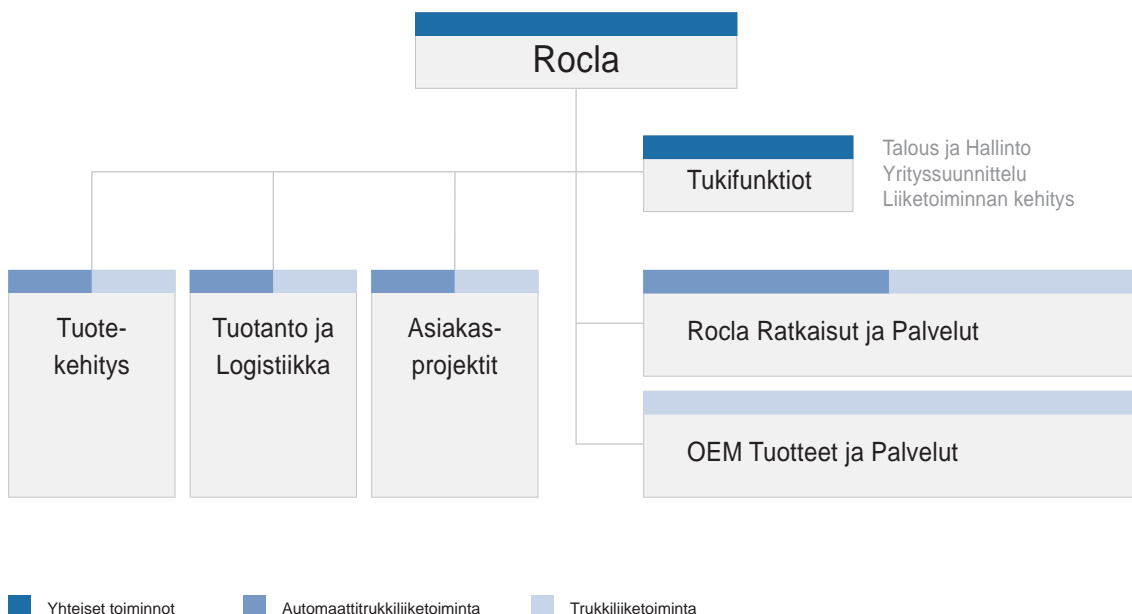 Rocla
Tukifunktiot
Talous ja Hallinto
Yrityssuunnittelu
Liiketoiminnan kehitys
Tuote-
kehitys
Tuotanto ja
Logistiikka
Asiakas-
projektit
Rocla Ratkaisut ja Palvelut
OEM Tuotteet ja Palvelut
Yhteiset toiminnot
Automaattitrukkiliiketoiminta
Trukkiliiketoiminta